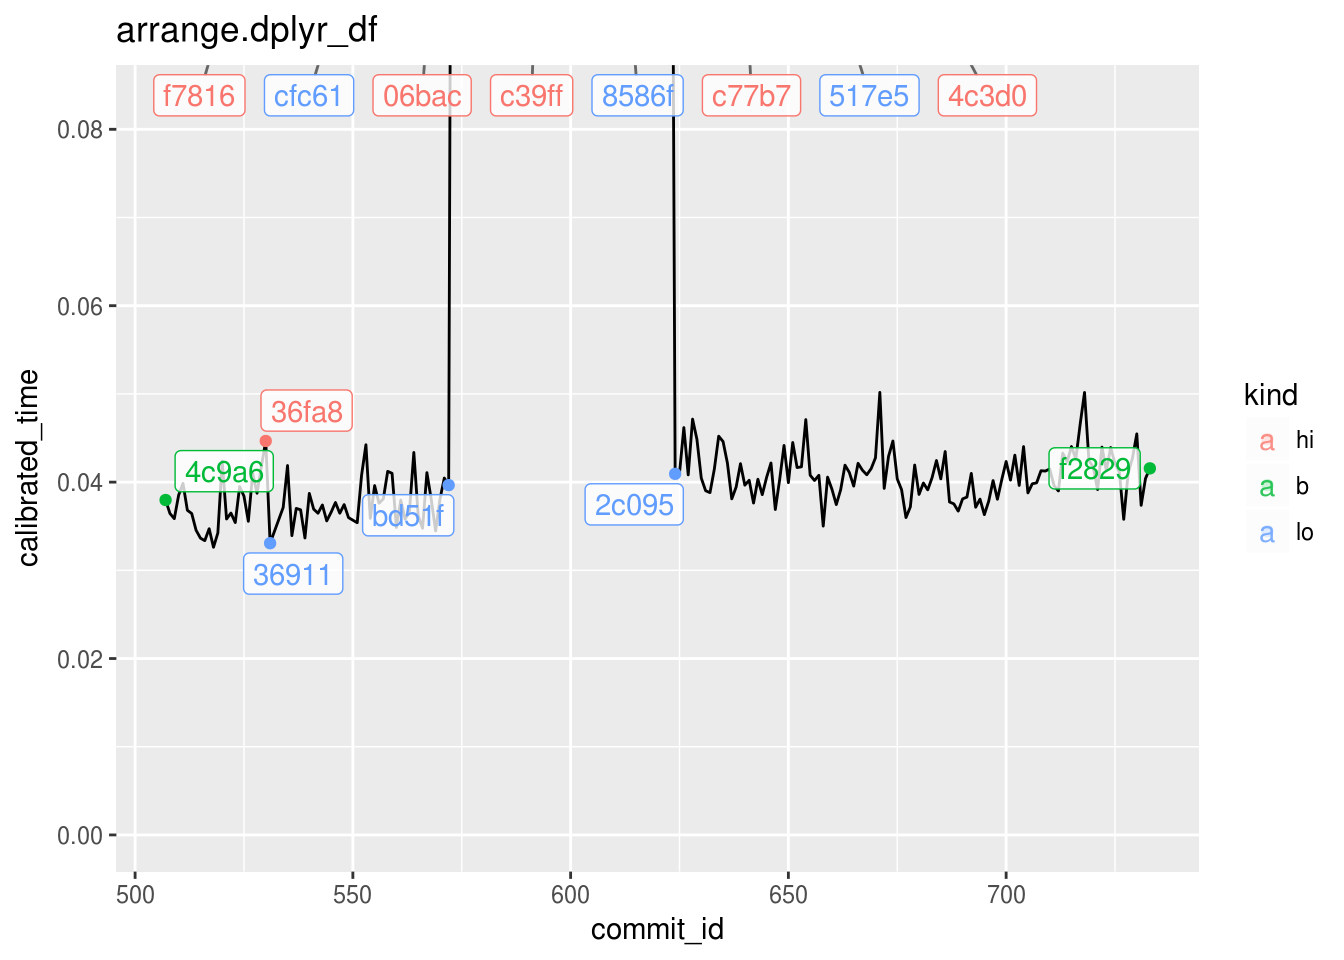 arrange.dplyr_df
f7816 cfc61 06bac c39ff 8586f c77b7 517e5 4c3d0
0.08
0.06
36fa8
4c9a6
f2829
0.04
bd51f
2c095
36911
0.02
0.00
calibrated_time
500 550 600 650 700
commit_id
kind
a hi
a b
a lo